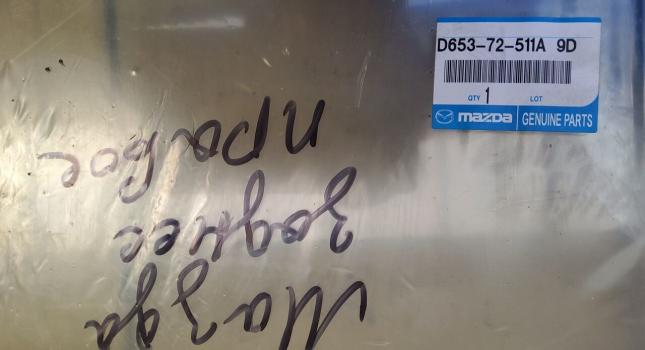 D653-72-511A 9D
QTY 1 LOT
mazda GENUINE PARTS
Мазда
заднее
правое